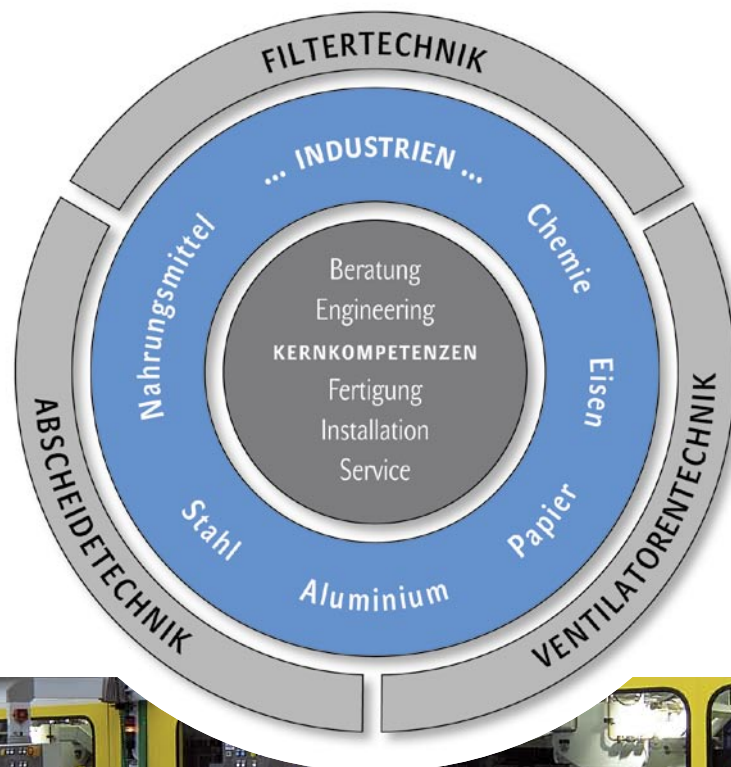 FILTERTECHNIK
... INDUSTRIEN ...
Chemie
Eisen
Papier
Aluminium
Stahl
Nahrungsmittel
Beratung
Engineering
KERNKOMPETENZEN
Fertigung
Installation
Service
VENTILATORENTECHNIK
ABSCHEIDETECHNIK